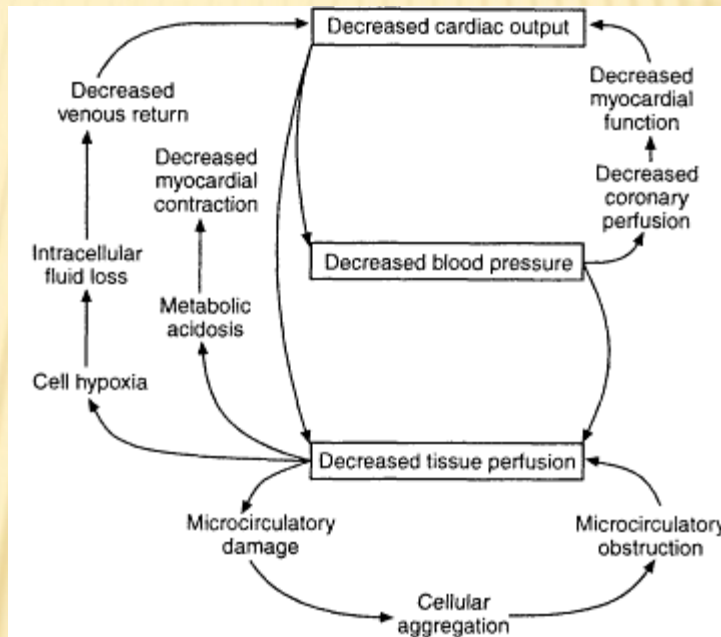 Decreased cardiac output
Decreased
venous return
Decreased
myocardial
function
Decreased
myocardial
contraction
Decreased
coronary
perfusion
Intracellular
fluid loss
Decreased blood pressure
Metabolic
acidosis
Cell hypoxia
Decreased tissue perfusion
Microcirculatory
damage
Microcirculatory
obstruction
Cellular
aggregation